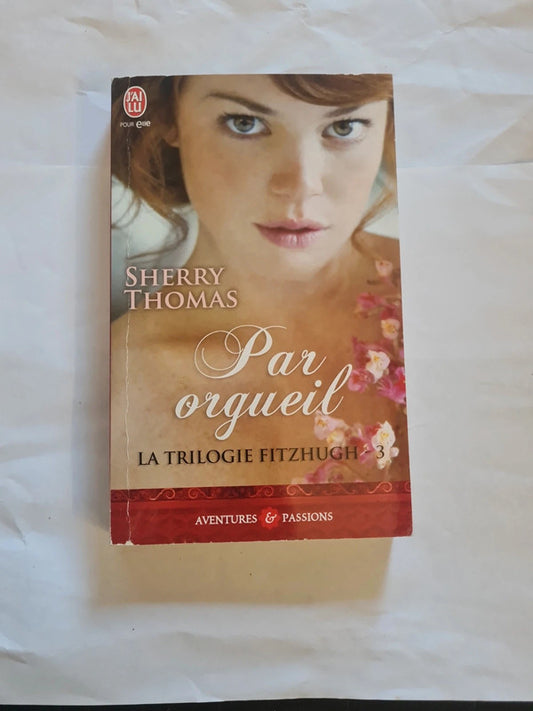 J'AI
LU
POUR elle
SHERRY
THOMAS
Par
orgueil
LA TRILOGIE FITZHUGH - 3
AVENTURES & PASSIONS